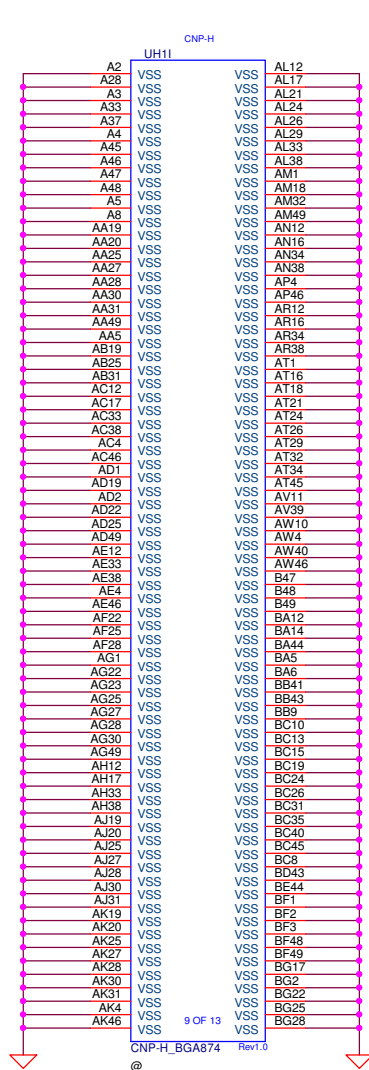 CNP-H
UH1I
A2 VSS VSS AL12
A28 VSS VSS AL17
A3 VSS VSS AL21
A33 VSS VSS AL24
A37 VSS VSS AL26
A4 VSS VSS AL29
A45 VSS VSS AL33
A46 VSS VSS AL38
A47 VSS VSS AM1
A48 VSS VSS AM18
A5 VSS VSS AM32
A8 VSS VSS AM49
AA19 VSS VSS AN12
AA20 VSS VSS AN16
AA25 VSS VSS AN34
AA27 VSS VSS AN38
AA28 VSS VSS AP4
AA30 VSS VSS AP46
AA31 VSS VSS AR12
AA49 VSS VSS AR16
AA5 VSS VSS AR34
AB19 VSS VSS AR38
AB25 VSS VSS AT1
AB31 VSS VSS AT16
AC12 VSS VSS AT18
AC17 VSS VSS AT21
AC33 VSS VSS AT24
AC38 VSS VSS AT26
AC4 VSS VSS AT29
AC46 VSS VSS AT32
AD1 VSS VSS AT34
AD19 VSS VSS AT45
AD2 VSS VSS AV11
AD22 VSS VSS AV39
AD25 VSS VSS AW10
AD49 VSS VSS AW4
AE12 VSS VSS AW40
AE33 VSS VSS AW46
AE38 VSS VSS B47
AE4 VSS VSS B48
AE46 VSS VSS B49
AF22 VSS VSS BA12
AF25 VSS VSS BA14
AF28 VSS VSS BA44
AG1 VSS VSS BA5
AG22 VSS VSS BA6
AG23 VSS VSS BB41
AG25 VSS VSS BB43
AG27 VSS VSS BB9
AG28 VSS VSS BC10
AG30 VSS VSS BC13
AG49 VSS VSS BC15
AH12 VSS VSS BC19
AH17 VSS VSS BC24
AH33 VSS VSS BC26
AH38 VSS VSS BC31
AJ19 VSS VSS BC35
AJ20 VSS VSS BC40
AJ25 VSS VSS BC45
AJ27 VSS VSS BC8
AJ28 VSS VSS BD43
AJ30 VSS VSS BE44
AJ31 VSS VSS BF1
AK19 VSS VSS BF2
AK20 VSS VSS BF3
AK25 VSS VSS BF48
AK27 VSS VSS BF49
AK28 VSS VSS BG17
AK30 VSS VSS BG2
AK31 VSS VSS BG22
AK4 VSS VSS BG25
AK46 VSS 9 OF 13 VSS BG28
CNP-H_BGA874 Rev1.0
@